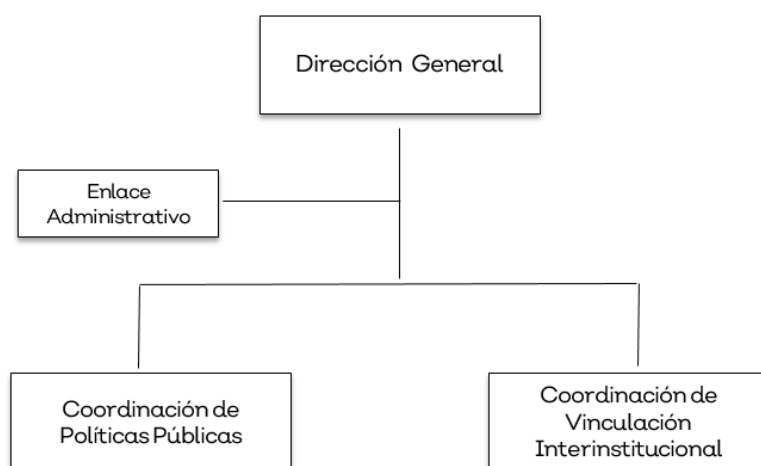 Dirección General
Enlace
Administrativo
Coordinación de
Políticas Públicas
Coordinación de
Vinculación
Interinstitucional